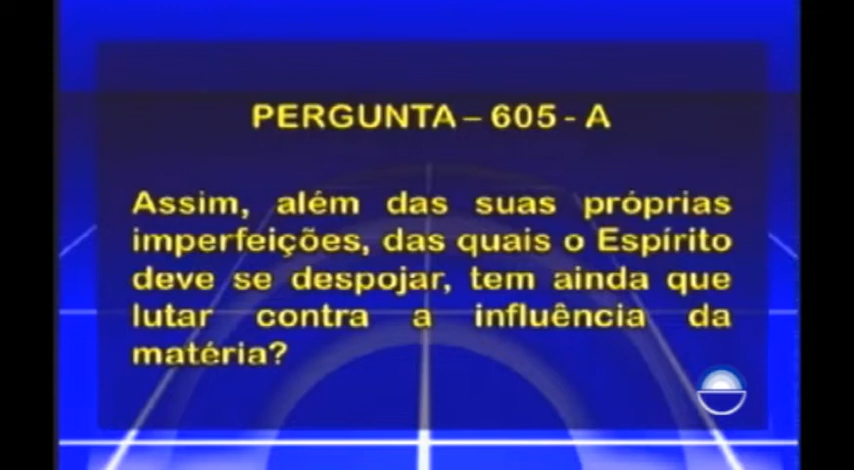 PERGUNTA – 605 - A
Assim, além das suas próprias
imperfeições, das quais o Espírito
deve se despojar, tem ainda que
lutar contra a influência da
matéria?